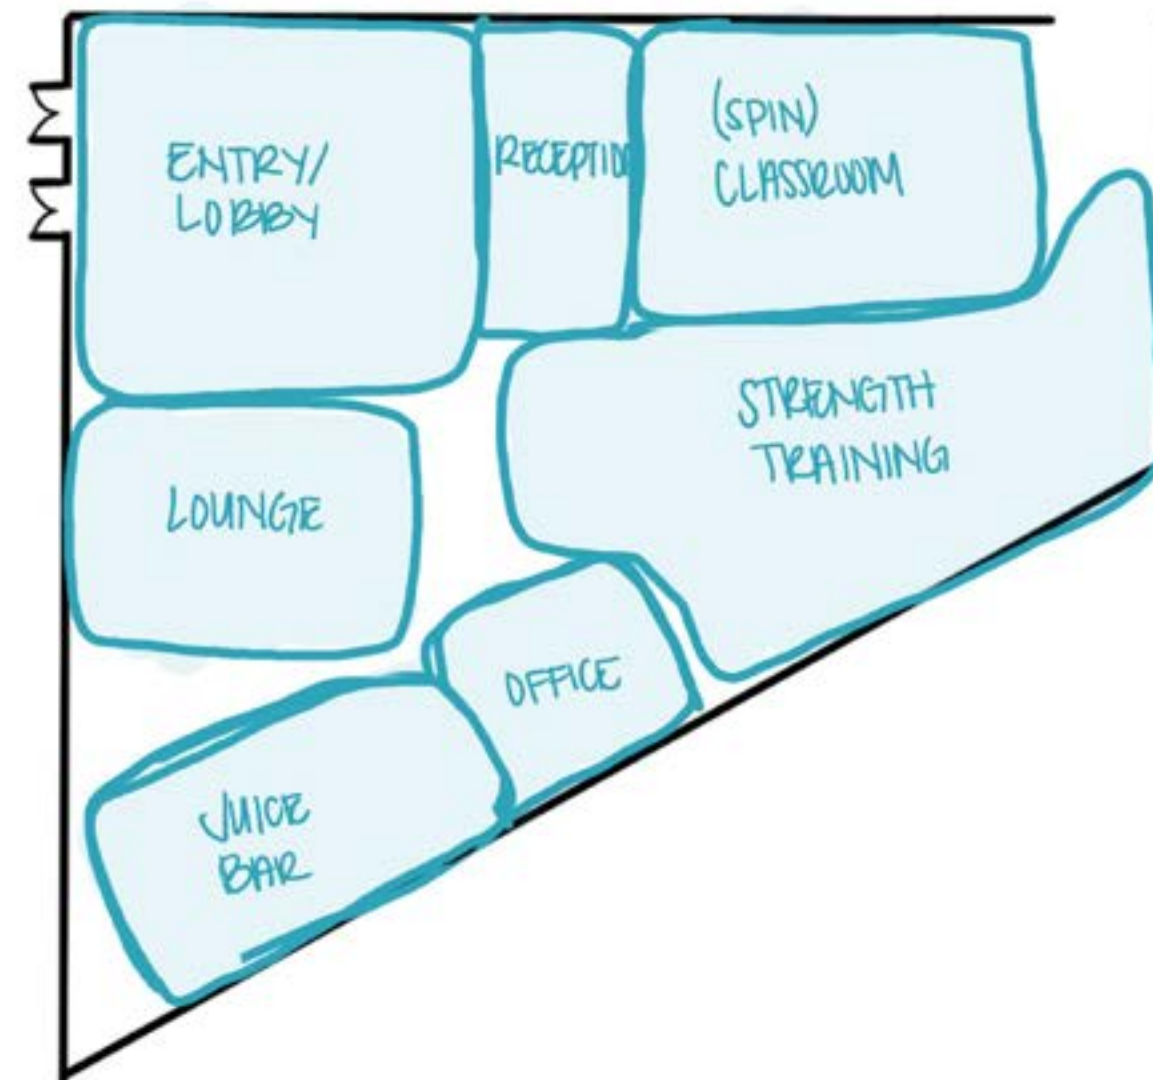 ENTRY/
LOBBY
RECEPTIO
(SPIN)
CLASSROOM
STRENGTH
TRAINING
LOUNGE
OFFICE
JUICE
BAR